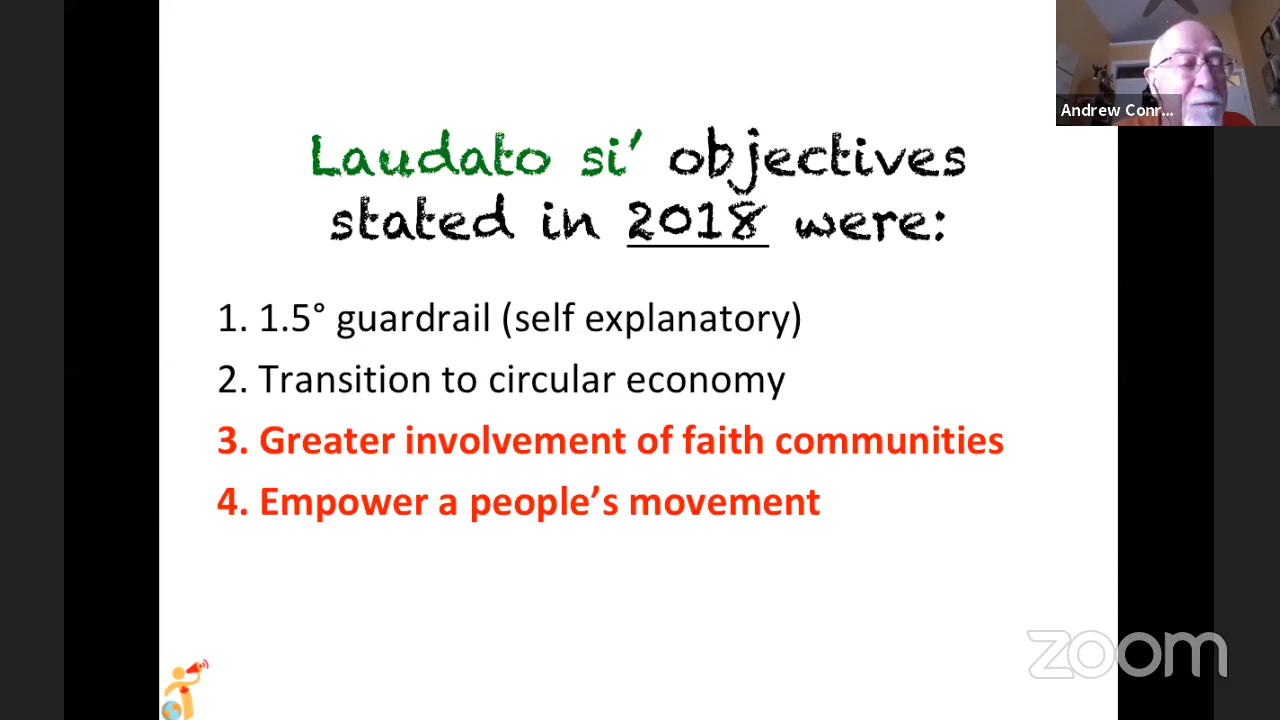 Andrew Conr...
Laudato si’ objectives
stated in 2018 were:
1. 1.5° guardrail (self explanatory)
2. Transition to circular economy
3. Greater involvement of faith communities
4. Empower a people’s movement
zoom